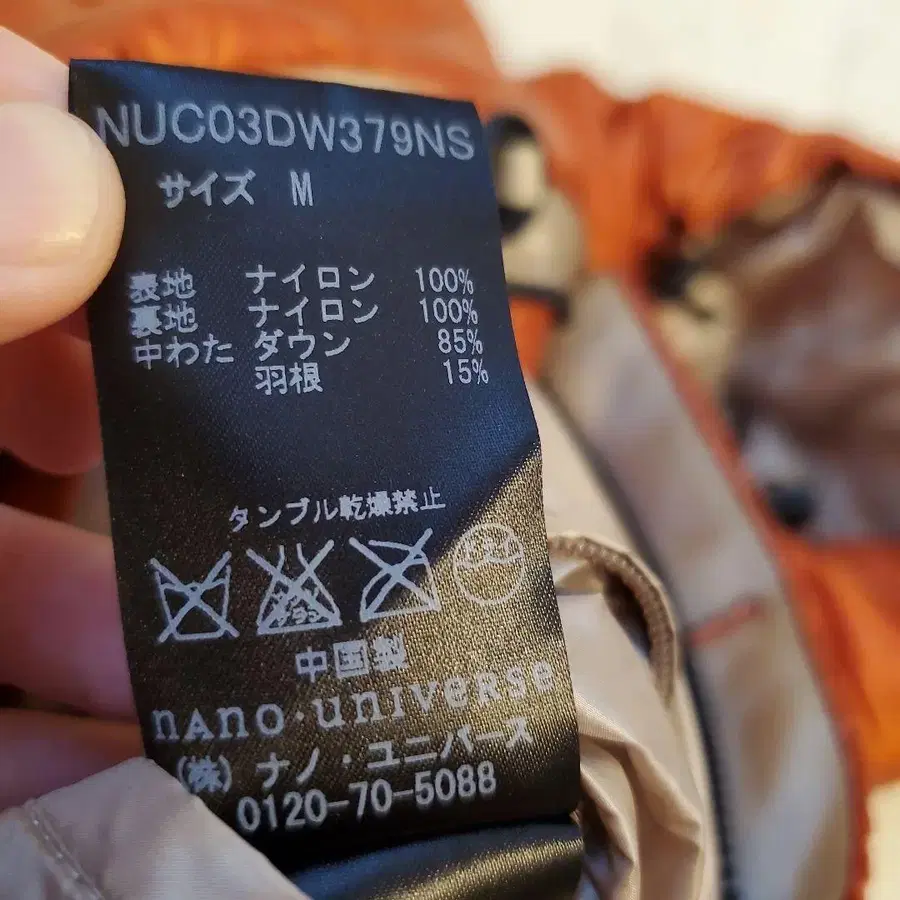 NUC03DW379NS
サイズ M
表地 ナイロン 100%
裏地 ナイロン 100%
中わた ダウン 85%
羽根 15%
タンブル乾燥禁止
中国製
nano・universe
(株) ナノ・ユニバース
0120-70-5088